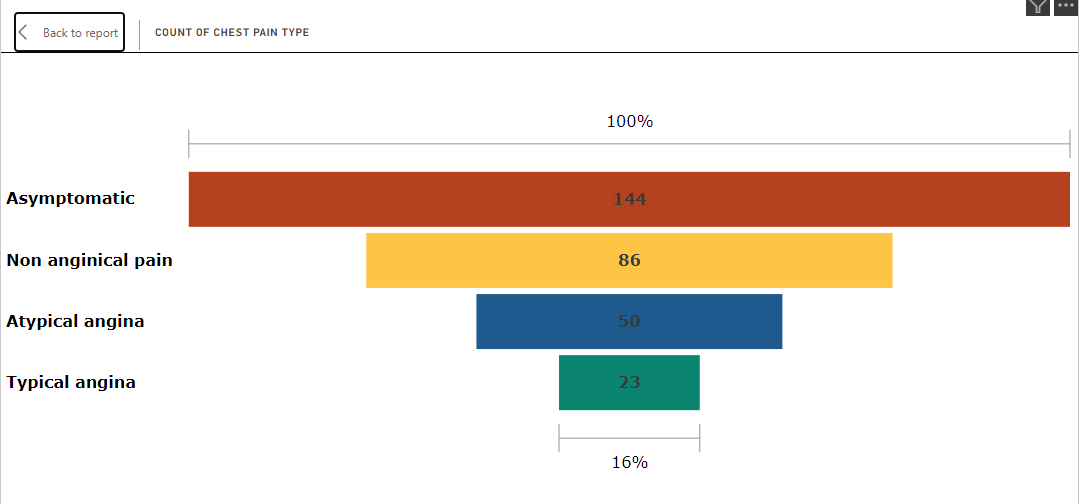 Back to report
COUNT OF CHEST PAIN TYPE
100%
Asymptomatic 144
Non anginical pain 86
Atypical angina 50
Typical angina 23
16%